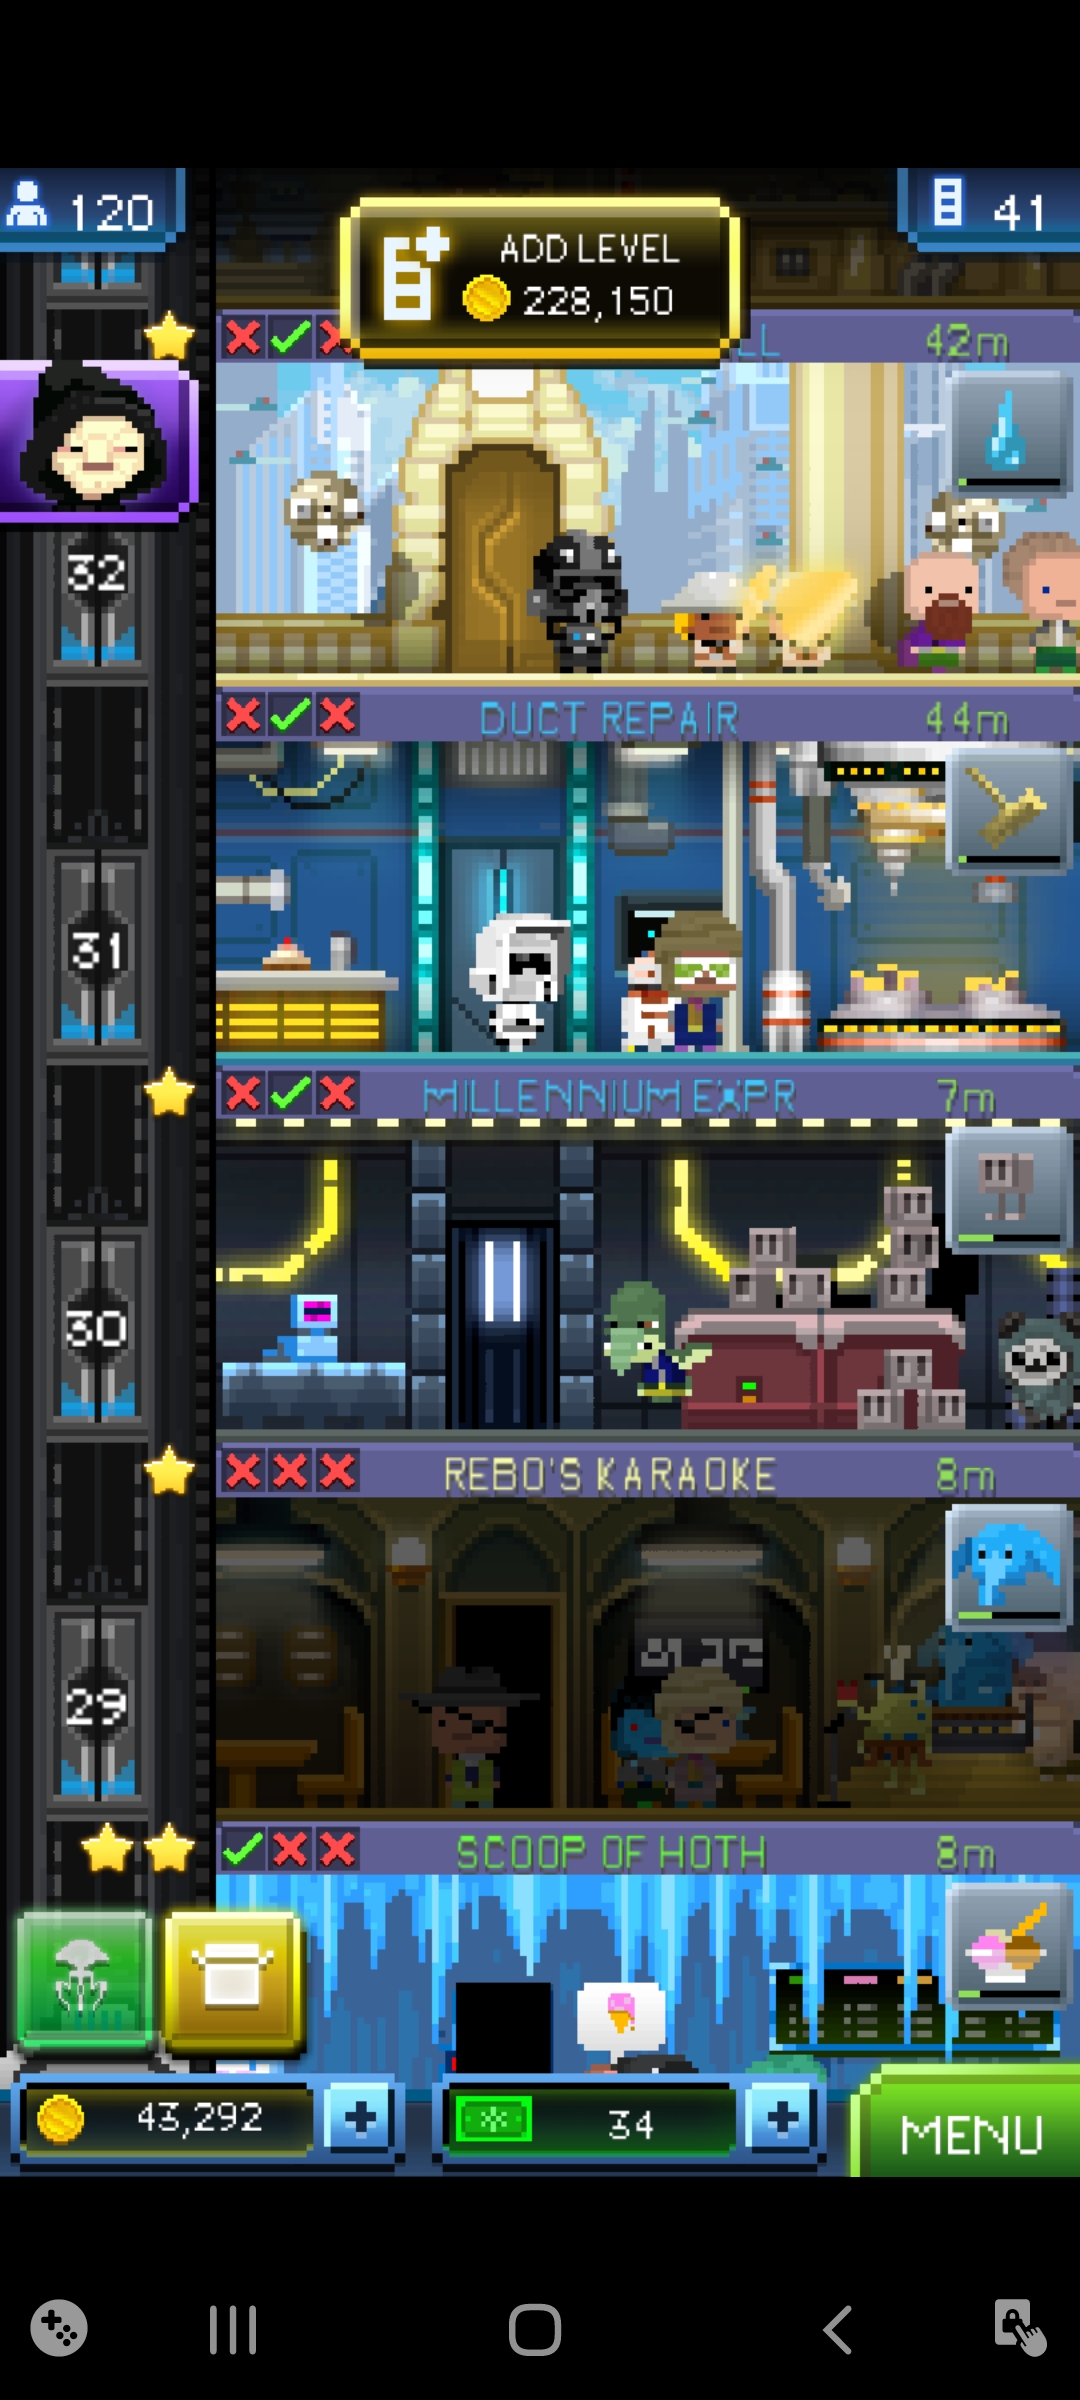 120
ADD LEVEL
228,150
41
LL
42m
32
DUCT REPAIR
44m
31
MILLENNIUM EXPR
7m
30
REBO'S KARAOKE
8m
29
SCOOP OF HOTH
8m
43,292
34
MENU